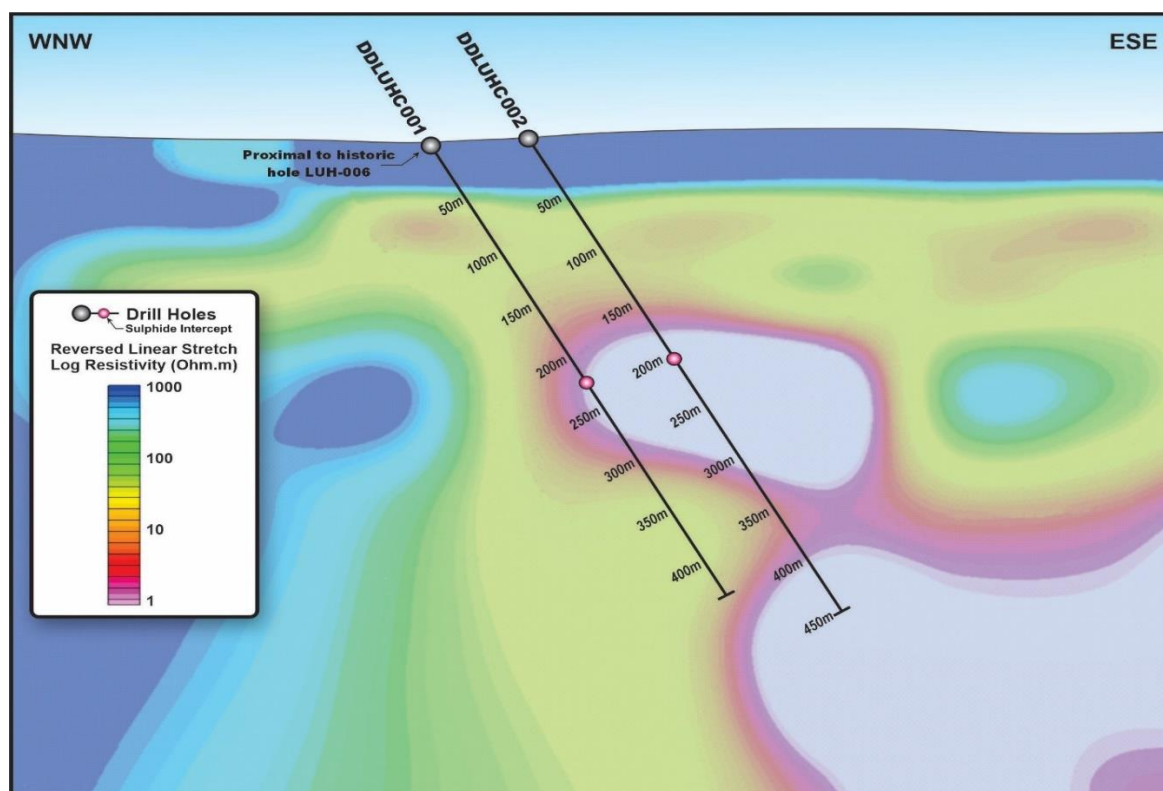 WNW
ESE
DDLUHC001
DDLUHC002
Proximal to historic
hole LUH-006
50m
100m
150m
200m
250m
300m
350m
400m
50m
100m
150m
200m
250m
300m
350m
400m
450m
Drill Holes
Sulphide Intercept
Reversed Linear Stretch
Log Resistivity (Ohm.m)
1000
100
10
1